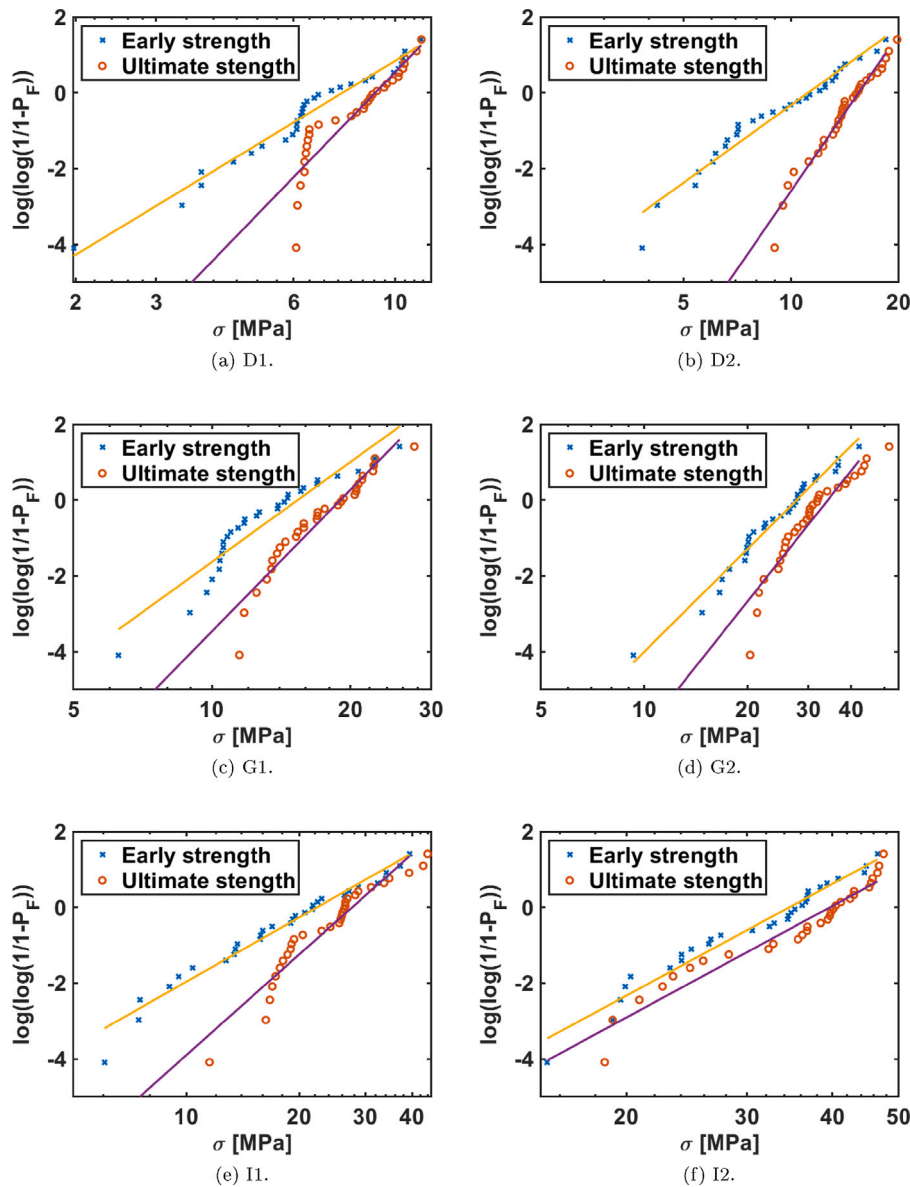 2
Early strength
Ultimate stength
0
-2
-4
log(log(1/1-P_F))
2 3 6 10
σ [MPa]
(a) D1.
2
Early strength
Ultimate stength
0
-2
-4
log(log(1/1-P_F))
5 10 20
σ [MPa]
(b) D2.
2
Early strength
Ultimate stength
0
-2
-4
log(log(1/1-P_F))
5 10 20 30
σ [MPa]
(c) G1.
2
Early strength
Ultimate stength
0
-2
-4
log(log(1/1-P_F))
5 10 20 30 40
σ [MPa]
(d) G2.
2
Early strength
Ultimate stength
0
-2
-4
log(log(1/1-P_F))
10 20 30 40
σ [MPa]
(e) I1.
2
Early strength
Ultimate stength
0
-2
-4
log(log(1/1-P_F))
20 30 40 50
σ [MPa]
(f) I2.